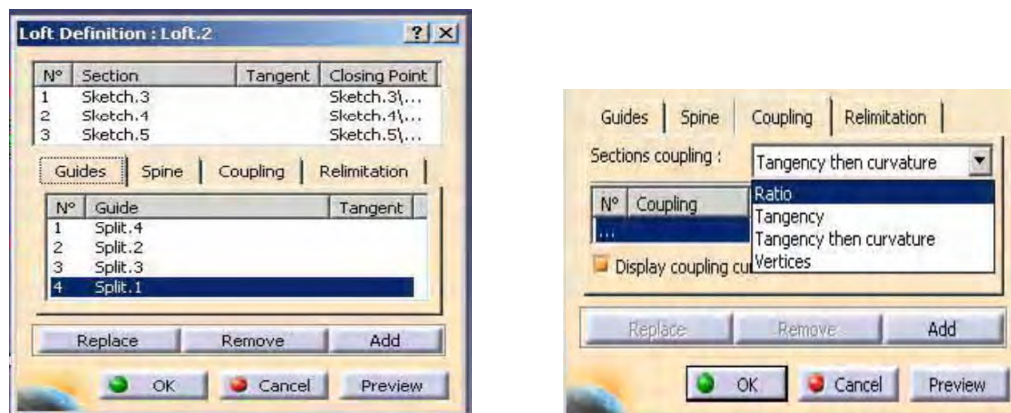 Loft Definition : Loft.2 ? ×
N° Section Tangent Closing Point
1 Sketch.3 Sketch.3\...
2 Sketch.4 Sketch.4\...
3 Sketch.5 Sketch.5\...
Guides Spine Coupling Relimitation
N° Guide Tangent
1 Split.4
2 Split.2
3 Split.3
4 Split.1
Replace Remove Add
OK Cancel Preview
Guides Spine Coupling Relimitation
Sections coupling : Tangency then curvature
N° Coupling
...
Ratio
Tangency
Tangency then curvature
Vertices
Display coupling cu
Replace Remove Add
OK Cancel Preview